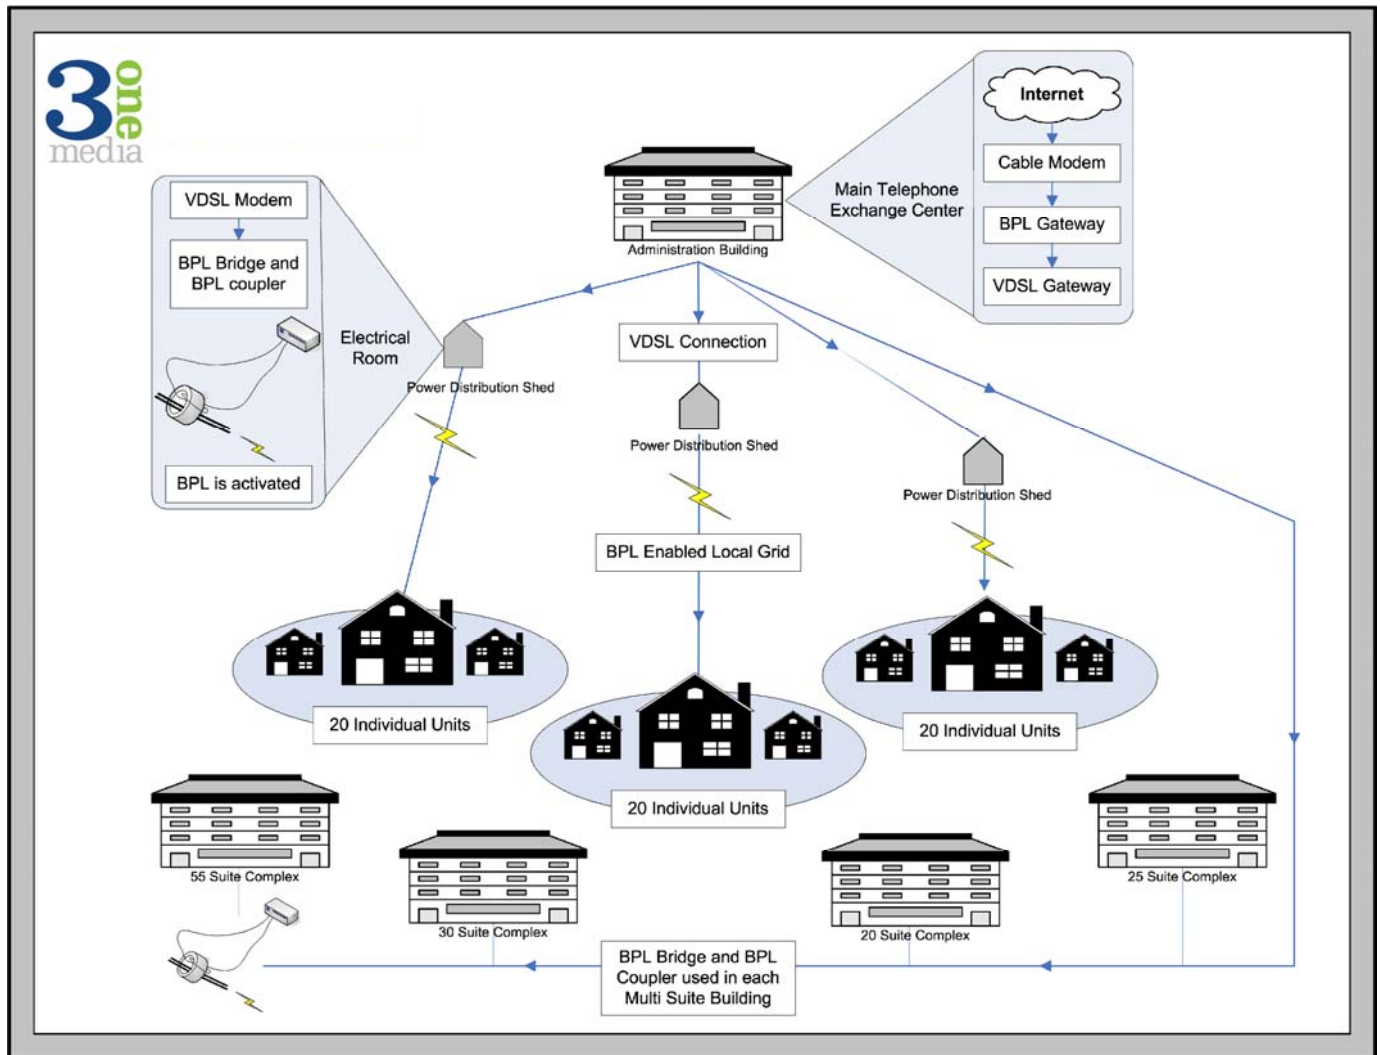 3 one
media
Internet
Cable Modem
BPL Gateway
VDSL Gateway
Main Telephone
Exchange Center
Administration Building
VDSL Modem
BPL Bridge and
BPL coupler
Electrical
Room
BPL is activated
Power Distribution Shed
VDSL Connection
Power Distribution Shed
Power Distribution Shed
BPL Enabled Local Grid
20 Individual Units
20 Individual Units
20 Individual Units
55 Suite Complex
30 Suite Complex
20 Suite Complex
25 Suite Complex
BPL Bridge and BPL
Coupler used in each
Multi Suite Building